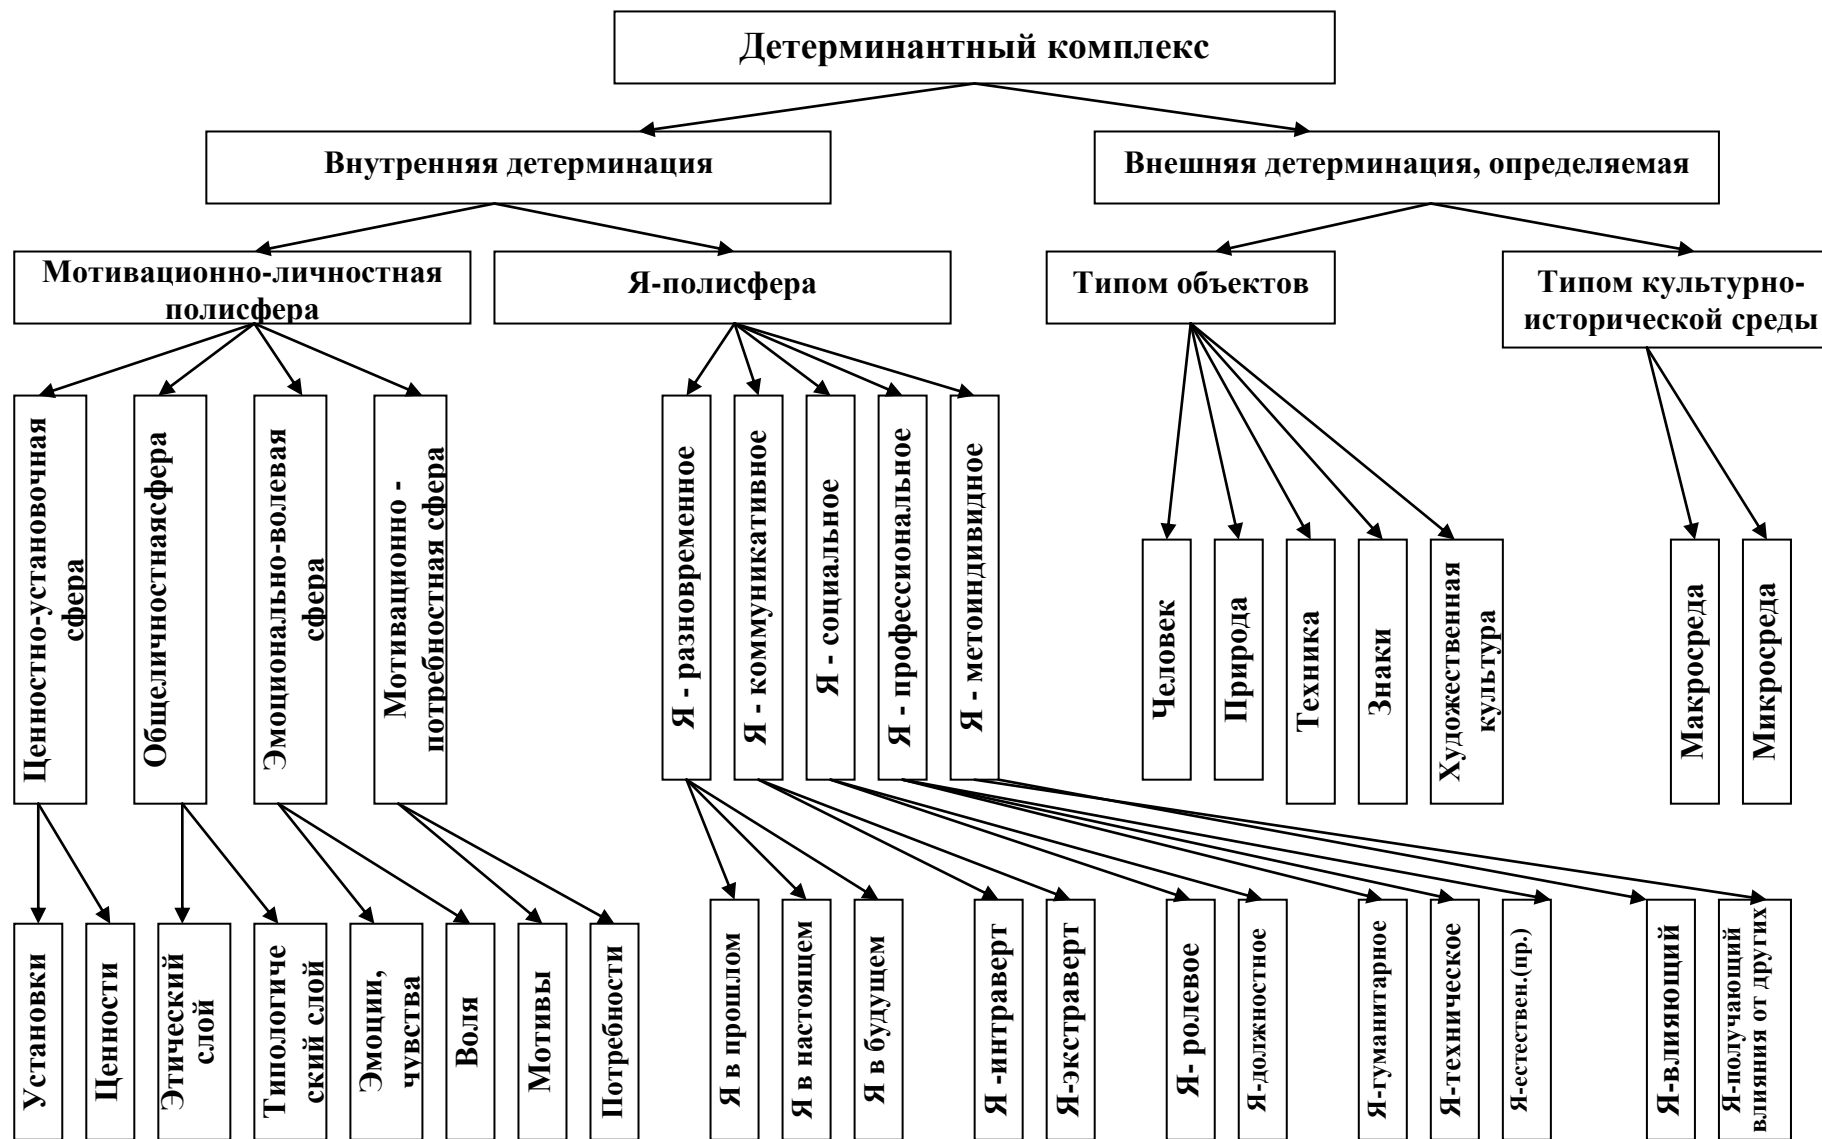 Детерминантный комплекс
Внутренняя детерминация
Внешняя детерминация, определяемая
Мотивационно-личностная
полисфера
Я-полисфера
Типом объектов
Типом культурно-
исторической среды
Ценностно-установочная
сфера
Общеличностнаясфера
Эмоционально-волевая
сфера
Мотивационно -
потребностная сфера
Я - разновременное
Я - коммуникативное
Я - социальное
Я - профессиональное
Я - метоиндивидное
Человек
Природа
Техника
Знаки
Художественная
культура
Макросреда
Микросреда
Установки
Ценности
Этический
слой
Типологиче
ский слой
Эмоции,
чувства
Воля
Мотивы
Потребности
Я в прошлом
Я в настоящем
Я в будущем
Я -интраверт
Я-экстраверт
Я- ролевое
Я-должностное
Я-гуманитарное
Я-техническое
Я-естествен.(пр.)
Я-влияющий
Я-получающий
влияния от других